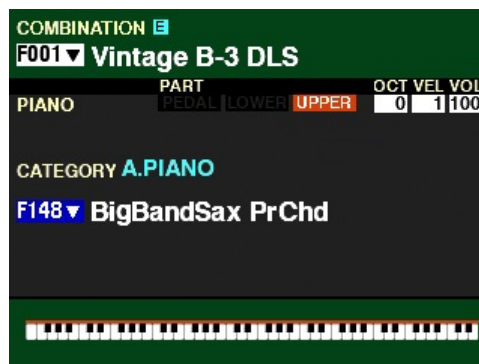 COMBINATION E
F001▼ Vintage B-3 DLS
PART OCT VEL VOL
PIANO PEDAL LOWER UPPER 0 1 100
CATEGORY A.PIANO
F148▼ BigBandSax PrChd